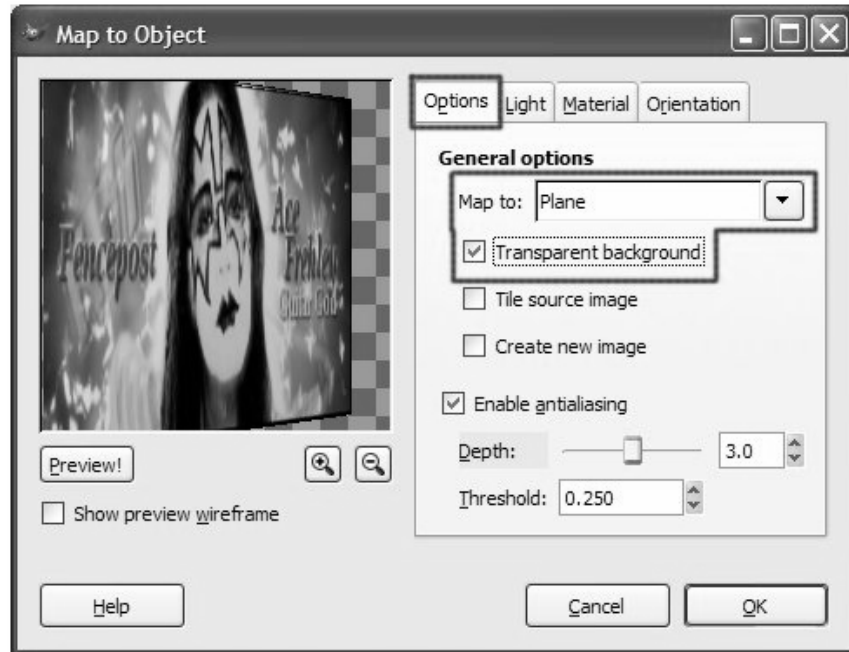 Map to Object
Options Light Material Orientation
General options
Map to: Plane
Transparent background
Tile source image
Create new image
Enable antialiasing
Depth: 3.0
Threshold: 0.250
Fencepost
Ace
Frehley
Guitar God
Preview!
Show preview wireframe
Help Cancel OK